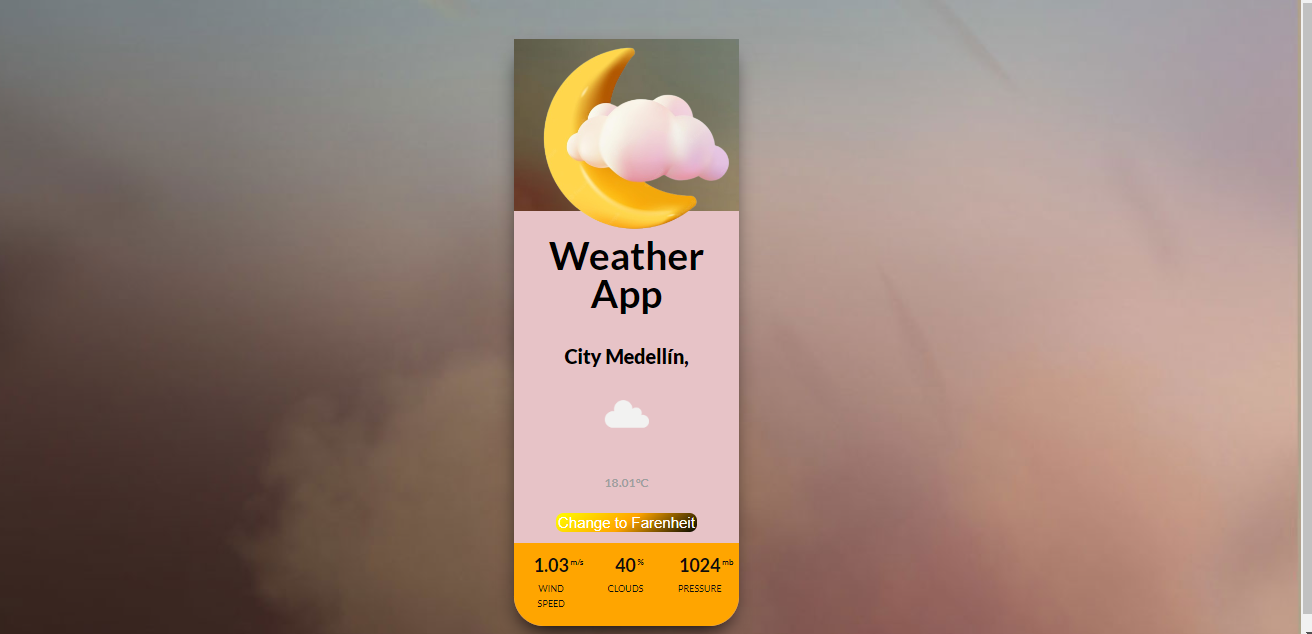 Weather
App
City Medellín,
18.01°C
Change to Farenheit
1.03 m/s 40 % 1024 mb
WIND CLOUDS PRESSURE
SPEED